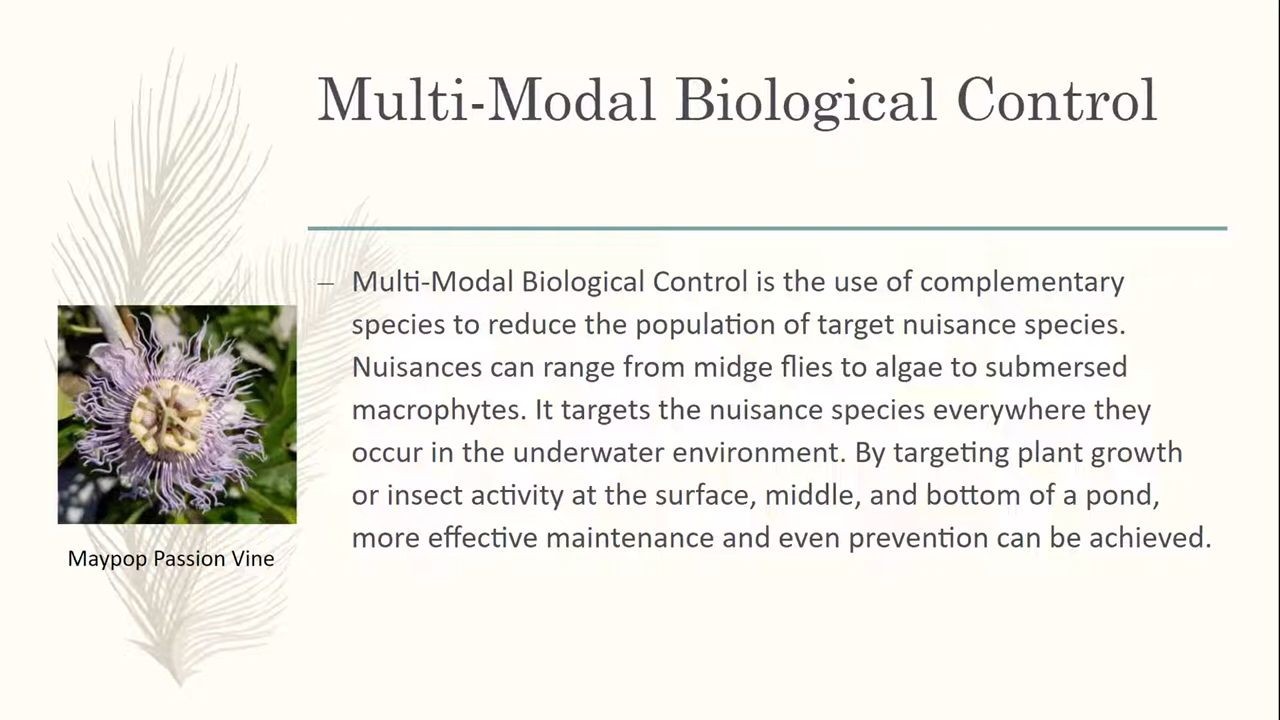 Multi-Modal Biological Control
– Multi-Modal Biological Control is the use of complementary
species to reduce the population of target nuisance species.
Nuisances can range from midge flies to algae to submersed
macrophytes. It targets the nuisance species everywhere they
occur in the underwater environment. By targeting plant growth
or insect activity at the surface, middle, and bottom of a pond,
more effective maintenance and even prevention can be achieved.
Maypop Passion Vine